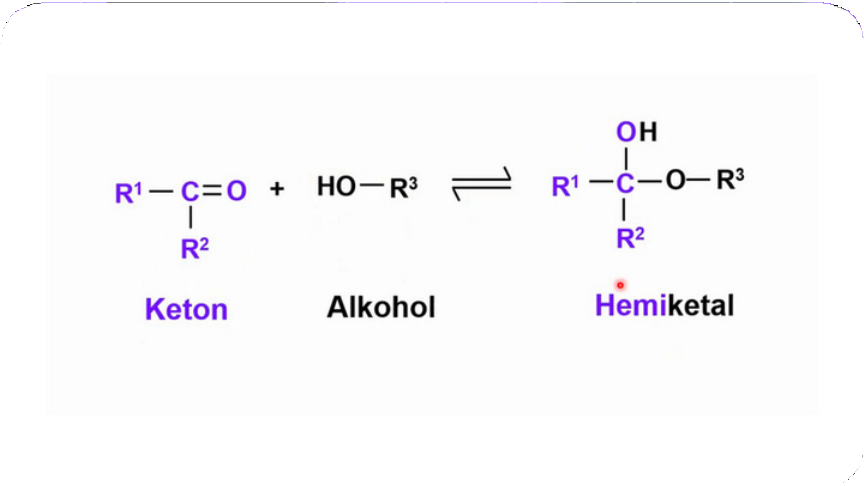 OH
R¹—C=O + HO—R³ ⇌ R¹—C—O—R³
R² R²
Keton Alkohol Hemiketal